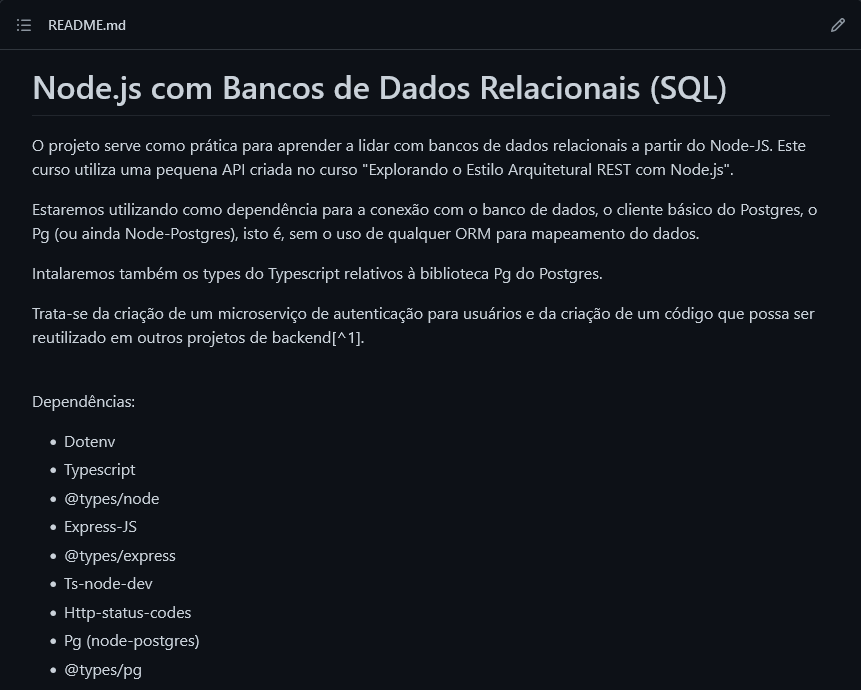 README.md
Node.js com Bancos de Dados Relacionais (SQL)
O projeto serve como prática para aprender a lidar com bancos de dados relacionais a partir do Node-JS. Este
curso utiliza uma pequena API criada no curso "Explorando o Estilo Arquitetural REST com Node.js".
Estaremos utilizando como dependência para a conexão com o banco de dados, o cliente básico do Postgres, o
Pg (ou ainda Node-Postgres), isto é, sem o uso de qualquer ORM para mapeamento do dados.
Intalaremos também os types do Typescript relativos à biblioteca Pg do Postgres.
Trata-se da criação de um microserviço de autenticação para usuários e da criação de um código que possa ser
reutilizado em outros projetos de backend[^1].
Dependências:
• Dotenv
• Typescript
• @types/node
• Express-JS
• @types/express
• Ts-node-dev
• Http-status-codes
• Pg (node-postgres)
• @types/pg